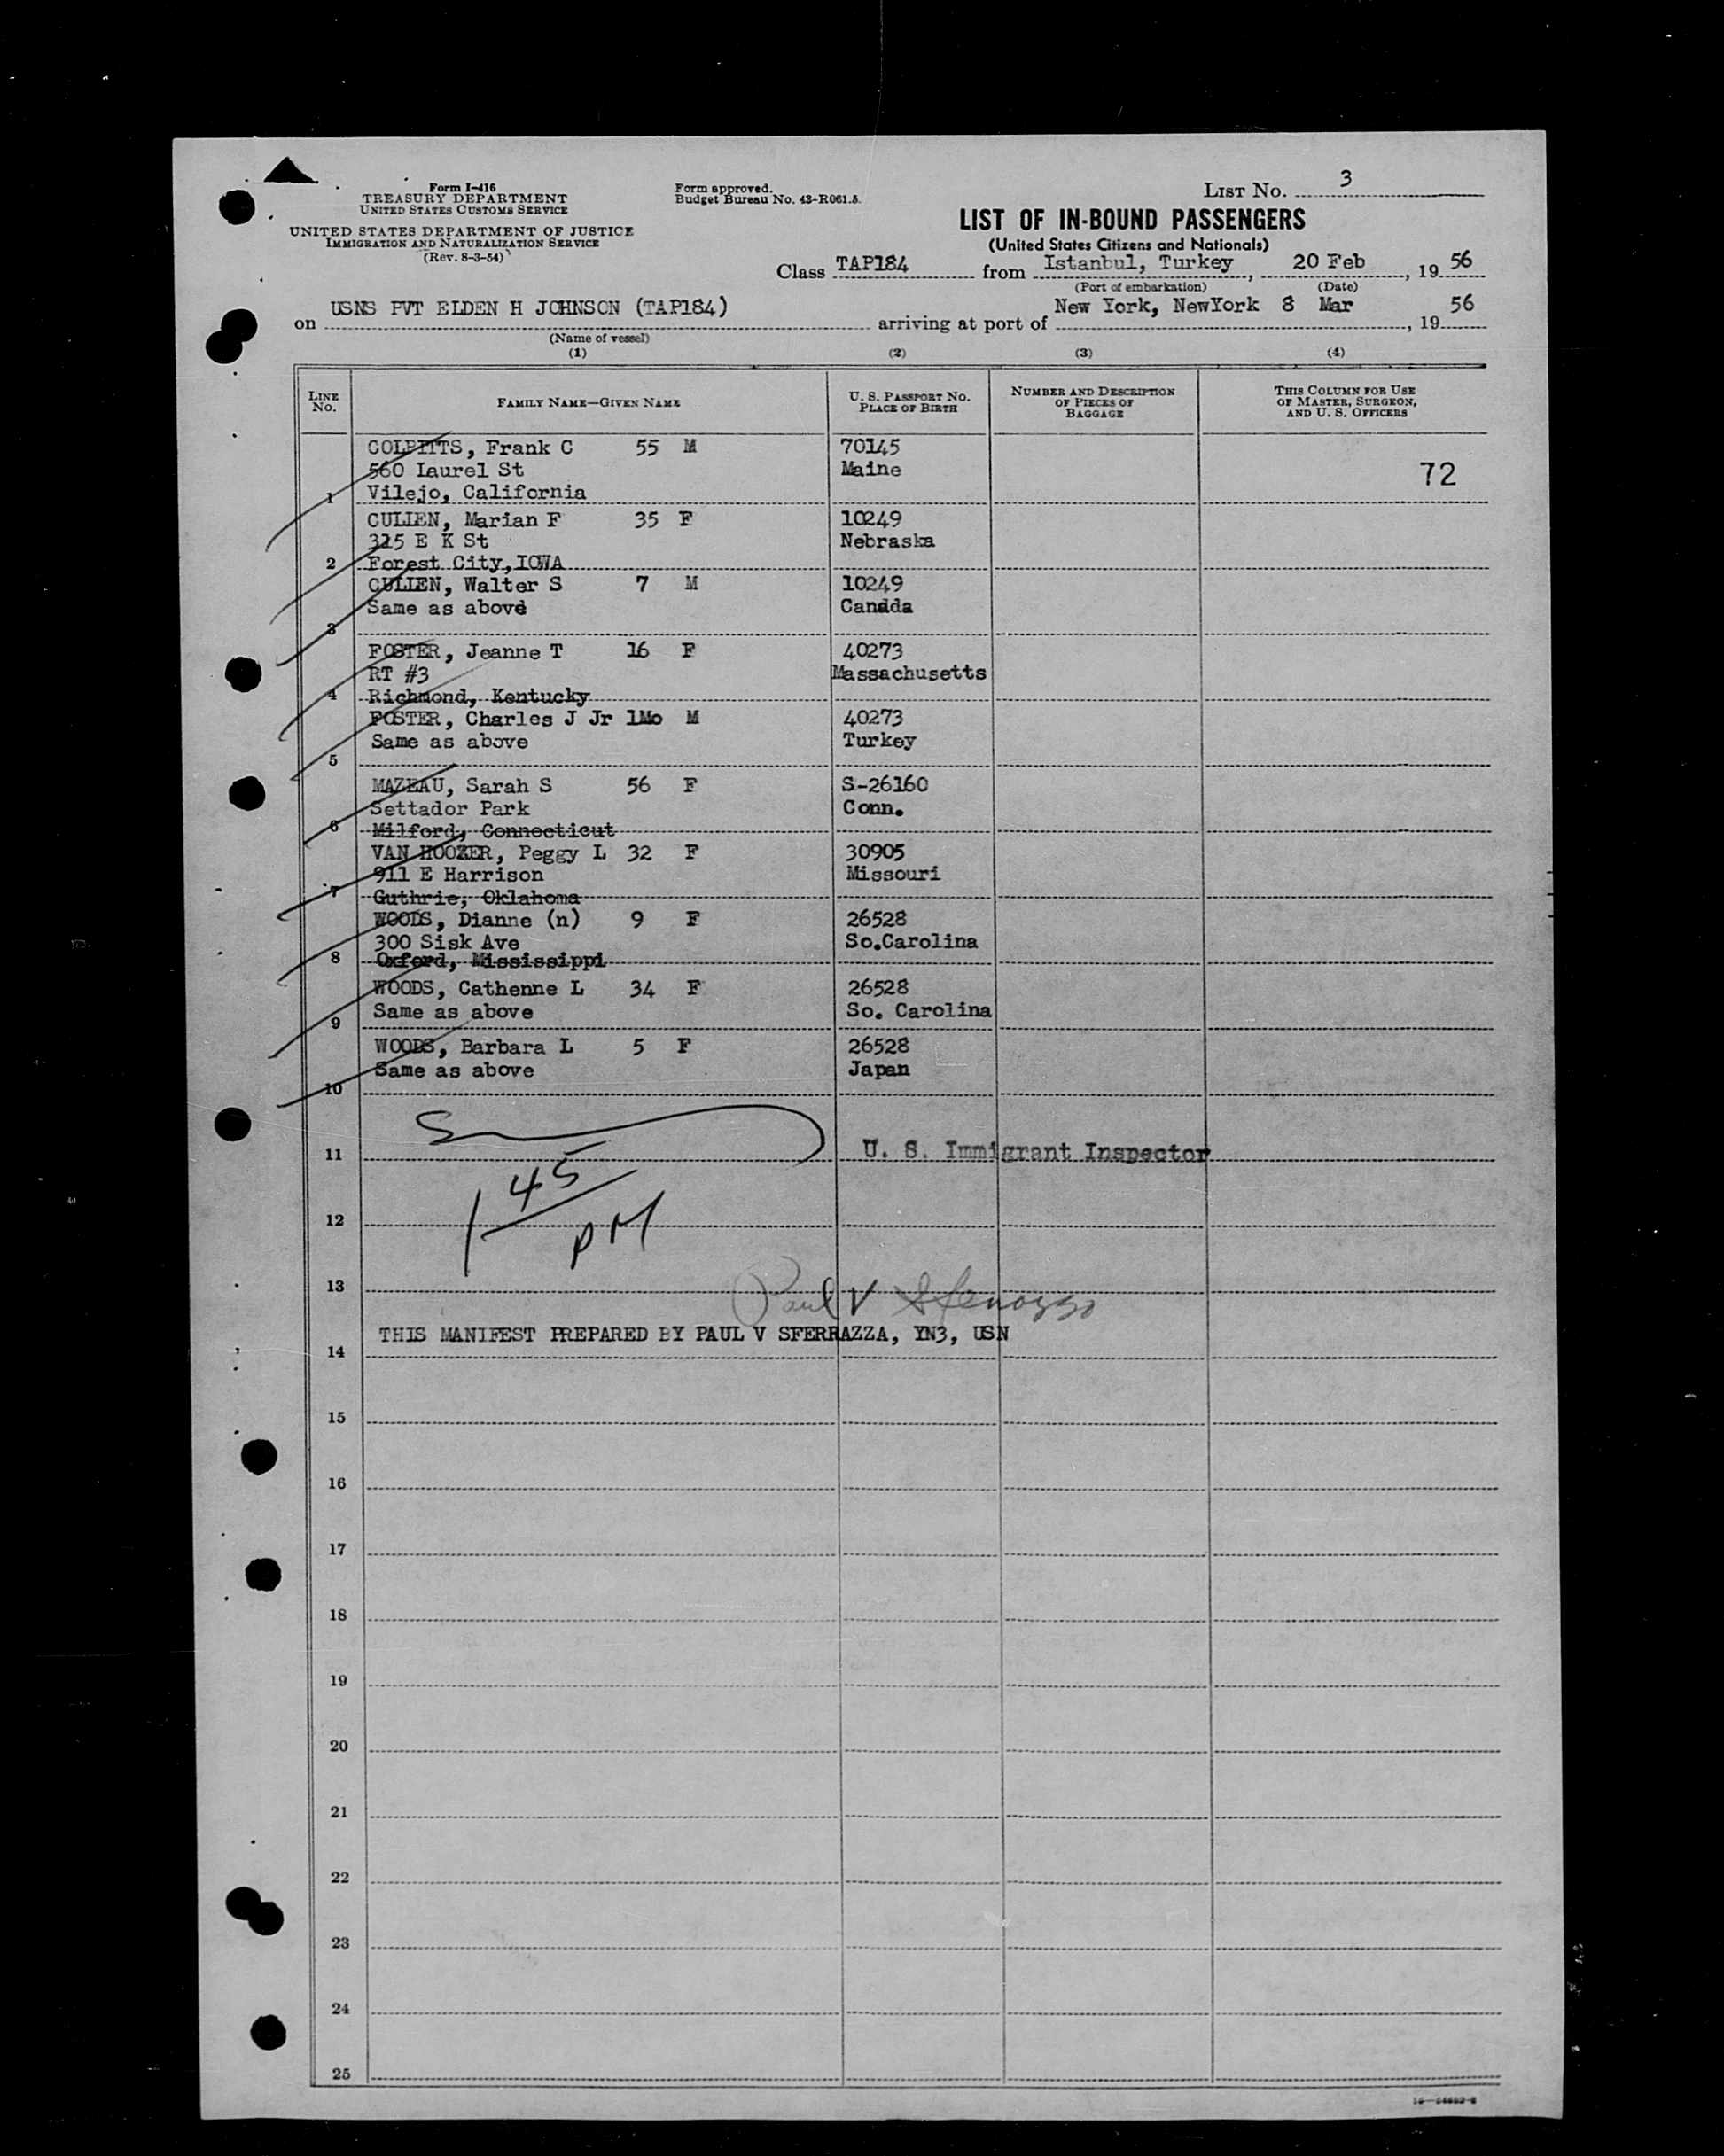 Form I-416
TREASURY DEPARTMENT
UNITED STATES CUSTOMS SERVICE
UNITED STATES DEPARTMENT OF JUSTICE
IMMIGRATION AND NATURALIZATION SERVICE
(Rev. 8-3-54)
Form approved.
Budget Bureau No. 43-R061.5.
LIST No. 3
LIST OF IN-BOUND PASSENGERS
(United States Citizens and Nationals)
Class TAP184 from Istanbul, Turkey, 20 Feb, 19 56
(Port of embarkation) (Date)
on USNS PVT ELDEN H JOHNSON (TAP184) arriving at port of New York, NewYork 8 Mar, 19 56
(Name of vessel)
(1) (2) (3) (4)
LINE No. FAMILY NAME—GIVEN NAME U. S. PASSPORT No. PLACE OF BIRTH NUMBER AND DESCRIPTION OF PIECES OF BAGGAGE THIS COLUMN FOR USE OF MASTER, SURGEON, AND U. S. OFFICERS
COLPITTS, Frank C 55 M 70145
560 Laurel St Maine 72
1 Vilejo, California
CULLEN, Marian F 35 F 10249
315 E K St Nebraska
2 Forest City, IOWA
CULLEN, Walter S 7 M 10249
Same as above Canada
3
FOSTER, Jeanne T 16 F 40273
RT #3 Massachusetts
4 Richmond, Kentucky
FOSTER, Charles J Jr 1Mo M 40273
Same as above Turkey
5
MAZEAU, Sarah S 56 F S-26160
Settador Park Conn.
6 Milford, Connecticut
VAN HOOZER, Peggy L 32 F 30905
911 E Harrison Missouri
7 Guthrie, Oklahoma
WOODS, Dianne (n) 9 F 26528
300 Sisk Ave So.Carolina
8 Oxford, Mississippi
WOODS, Cathenne L 34 F 26528
Same as above So. Carolina
9
WOODS, Barbara L 5 F 26528
Same as above Japan
10
11 U. S. Immigrant Inspector
1 45
PM
12
13 Paul V Sferrazza
THIS MANIFEST PREPARED BY PAUL V SFERRAZZA, YN3, USN
14
15
16
17
18
19
20
21
22
23
24
25